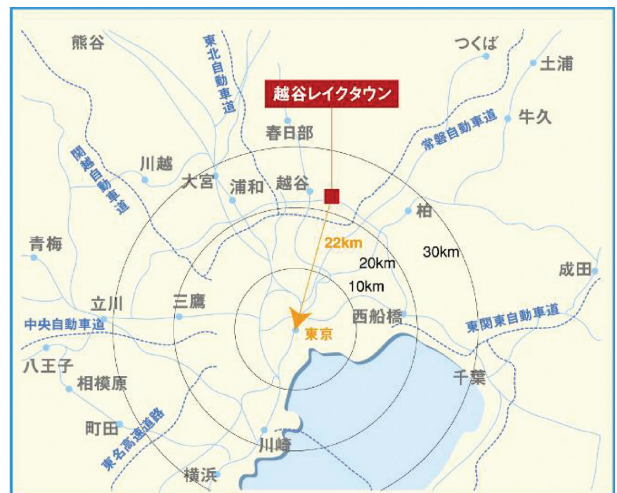 熊谷
東北自動車道
つくば
土浦
越谷レイクタウン
牛久
春日部
常磐自動車道
関越自動車道
川越
大宮
浦和
越谷
柏
青梅
22km
20km
30km
10km
成田
立川
三鷹
西船橋
東関東自動車道
中央自動車道
東京
八王子
相模原
千葉
町田
東名高速道路
川崎
横浜